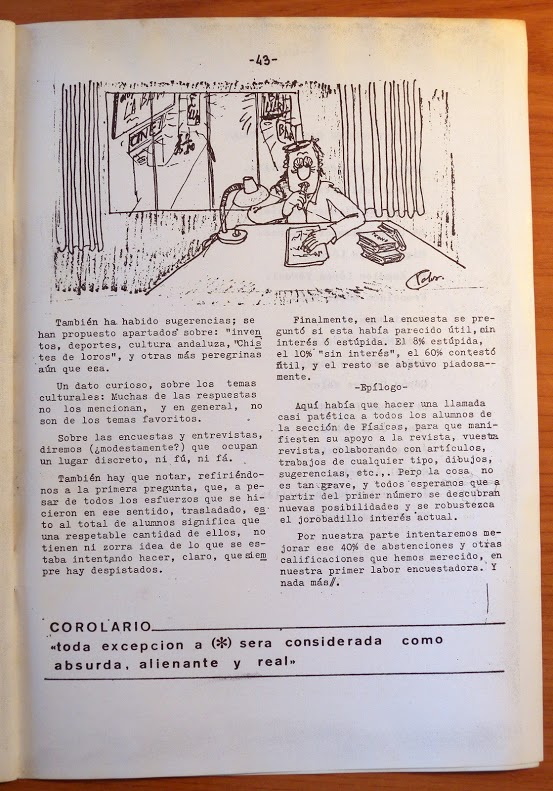 -43-
CINE
BAR
También ha habido sugerencias; se
han propuesto apartados sobre: "inven
tos, deportes, cultura andaluza, "Chis
tes de loros", y otras más peregrinas
aún que esa.
Un dato curioso, sobre los temas
culturales: Muchas de las respuestas
no los mencionan, y en general, no
son de los temas favoritos.
Sobre las encuestas y entrevistas,
diremos (¿modestamente?) que ocupan
un lugar discreto, ni fú, ni fá.
También hay que notar, refiriéndo-
nos a la primera pregunta, que, a pe-
sar de todos los esfuerzos que se hi-
cieron en ese sentido, trasladado, es
to al total de alumnos significa que
una respetable cantidad de ellos, no
tienen ni zorra idea de lo que se es-
taba intentando hacer, claro, que siem
pre hay despistados.
Finalmente, en la encuesta se pre-
guntó si esta había parecido útil, sin
interés ó estúpida. El 8% estúpida,
el 10% "sin interés", el 60% contestó
útil, y el resto se abstuvo piadosa--
mente.
-Epílogo-
Aquí había que hacer una llamada
casi patética a todos los alumnos de
la sección de Físicas, para que mani-
fiesten su apoyo a la revista, vuestra
revista, colaborando con artículos,
trabajos de cualquier tipo, dibujos,
sugerencias, etc... Pero la cosa no
es tan grave, y todos esperamos que a
partir del primer número se descubran
nuevas posibilidades y se robustezca
el jorobadillo interés actual.
Por nuestra parte intentaremos me-
jorar ese 40% de abstenciones y otras
calificaciones que hemos merecido, en
nuestra primer labor encuestadora. Y
nada más//.
COROLARIO
«toda excepcion a (*) sera considerada como
absurda, alienante y real»